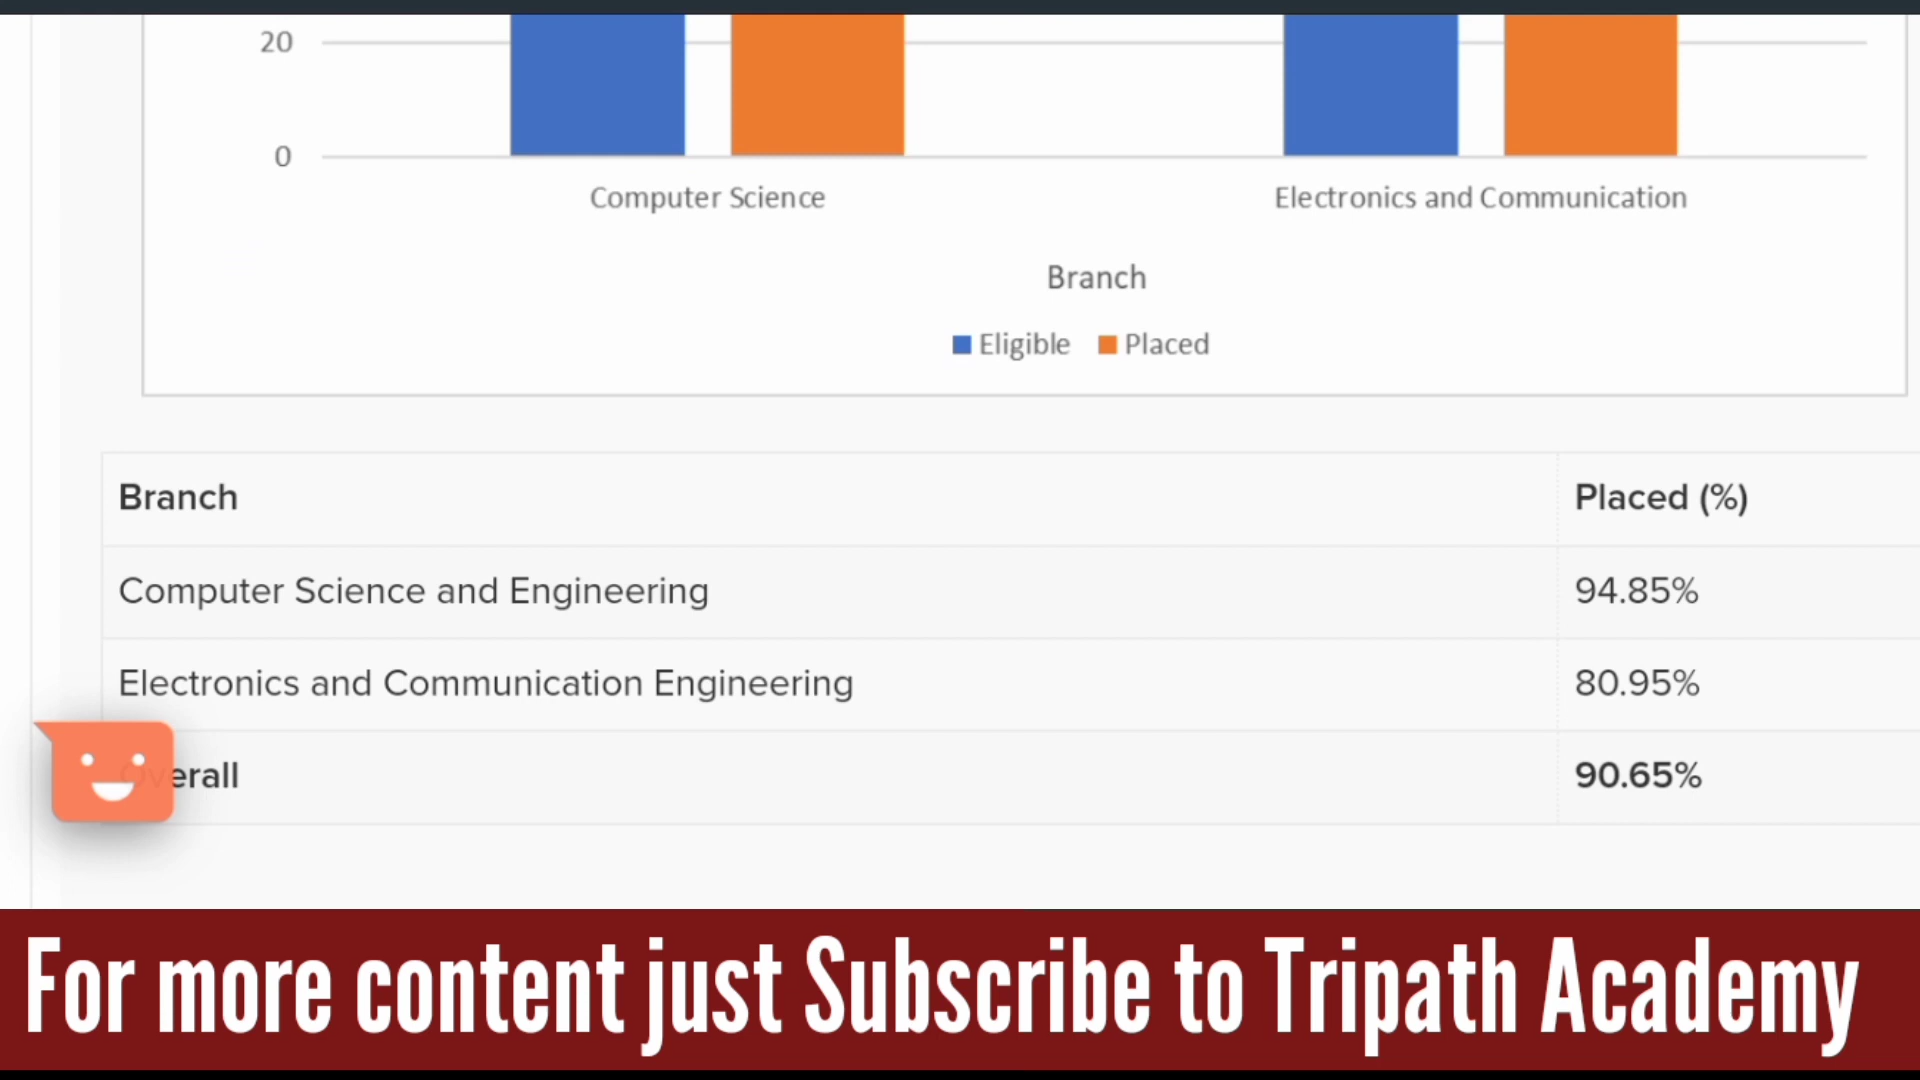 20
0
Computer Science
Electronics and Communication
Branch
Eligible
Placed
Branch
Placed (%)
Computer Science and Engineering
94.85%
Electronics and Communication Engineering
80.95%
Overall
90.65%
For more content just Subscribe to Tripath Academy